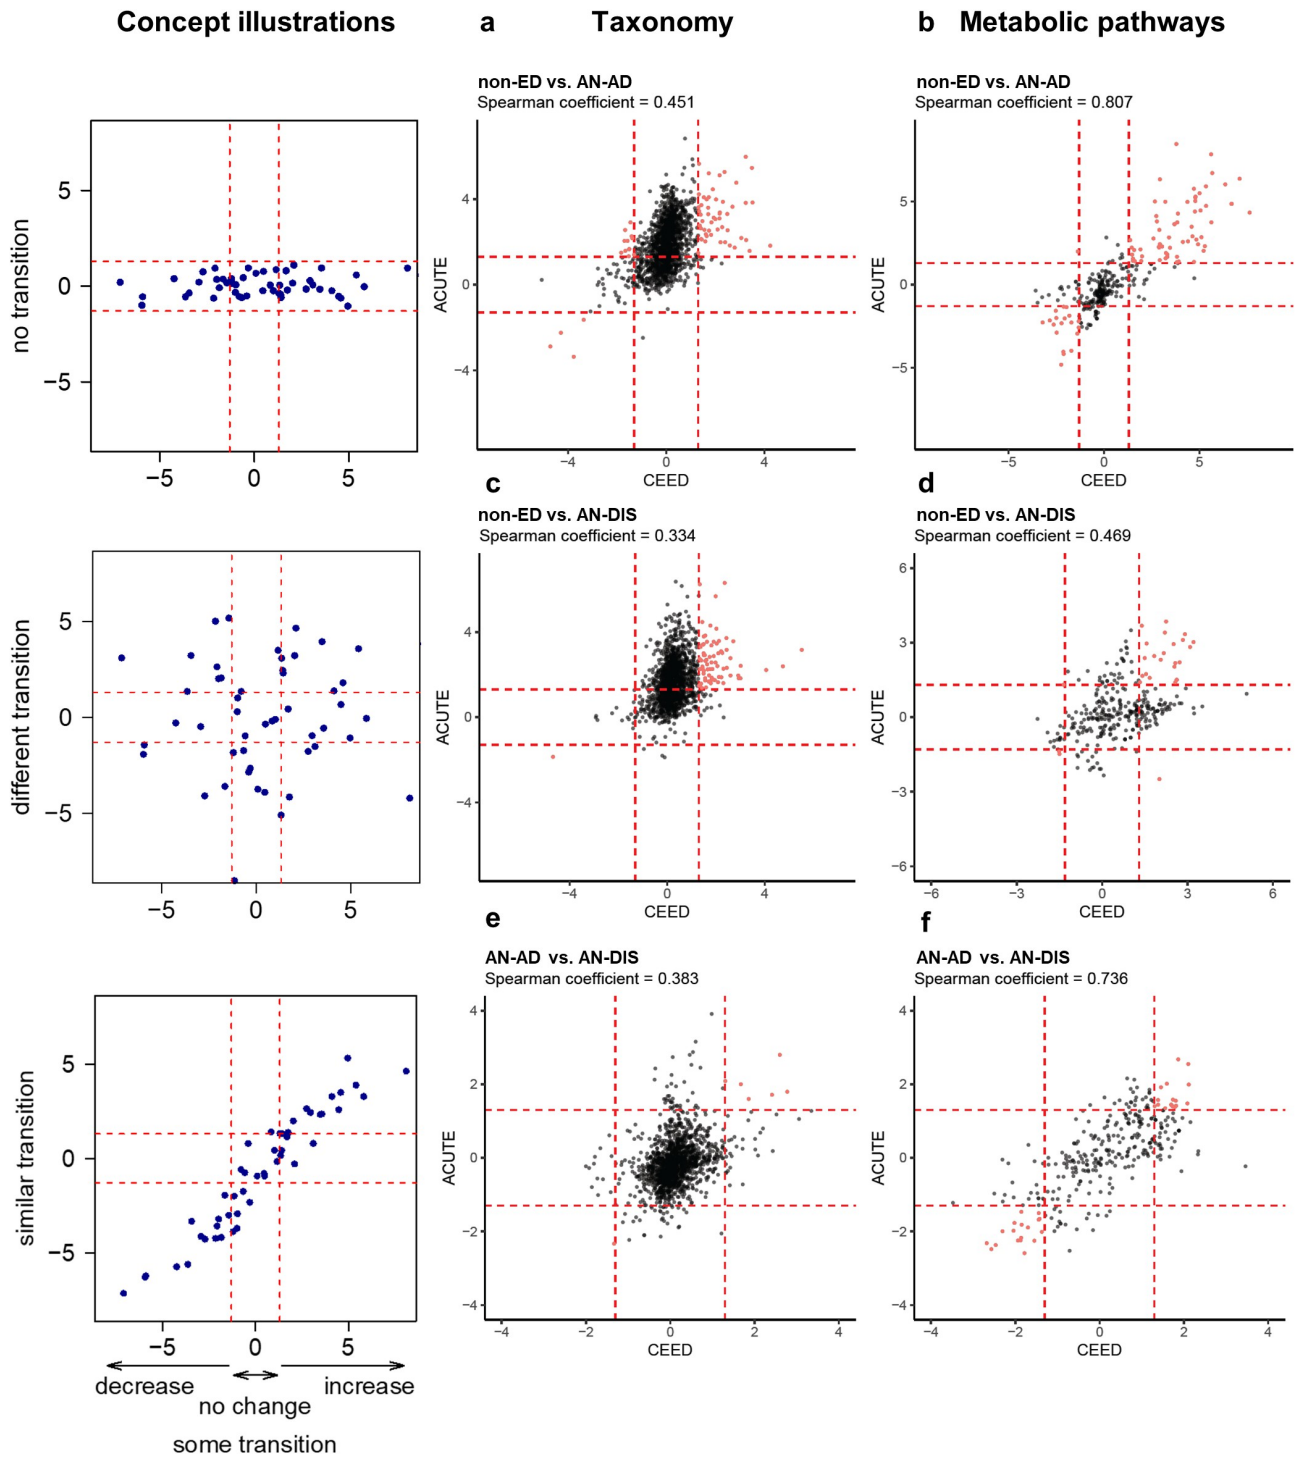 Concept illustrations
a Taxonomy
b Metabolic pathways
non-ED vs. AN-AD
Spearman coefficient = 0.451
non-ED vs. AN-AD
Spearman coefficient = 0.807
no transition
5
0
−5
−5 0 5
ACUTE
4
0
−4
−4 0 4
CEED
ACUTE
5
0
−5
−5 0 5
CEED
c
non-ED vs. AN-DIS
Spearman coefficient = 0.334
d
non-ED vs. AN-DIS
Spearman coefficient = 0.469
different transition
5
0
−5
−5 0 5
ACUTE
4
0
−4
−4 0 4
CEED
ACUTE
6
3
0
−3
−6
−6 −3 0 3 6
CEED
e
AN-AD vs. AN-DIS
Spearman coefficient = 0.383
f
AN-AD vs. AN-DIS
Spearman coefficient = 0.736
similar transition
5
0
−5
−5 0 5
decrease
increase
no change
some transition
ACUTE
4
2
0
−2
−4
−4 −2 0 2 4
CEED
ACUTE
4
2
0
−2
−4
−4 −2 0 2 4
CEED